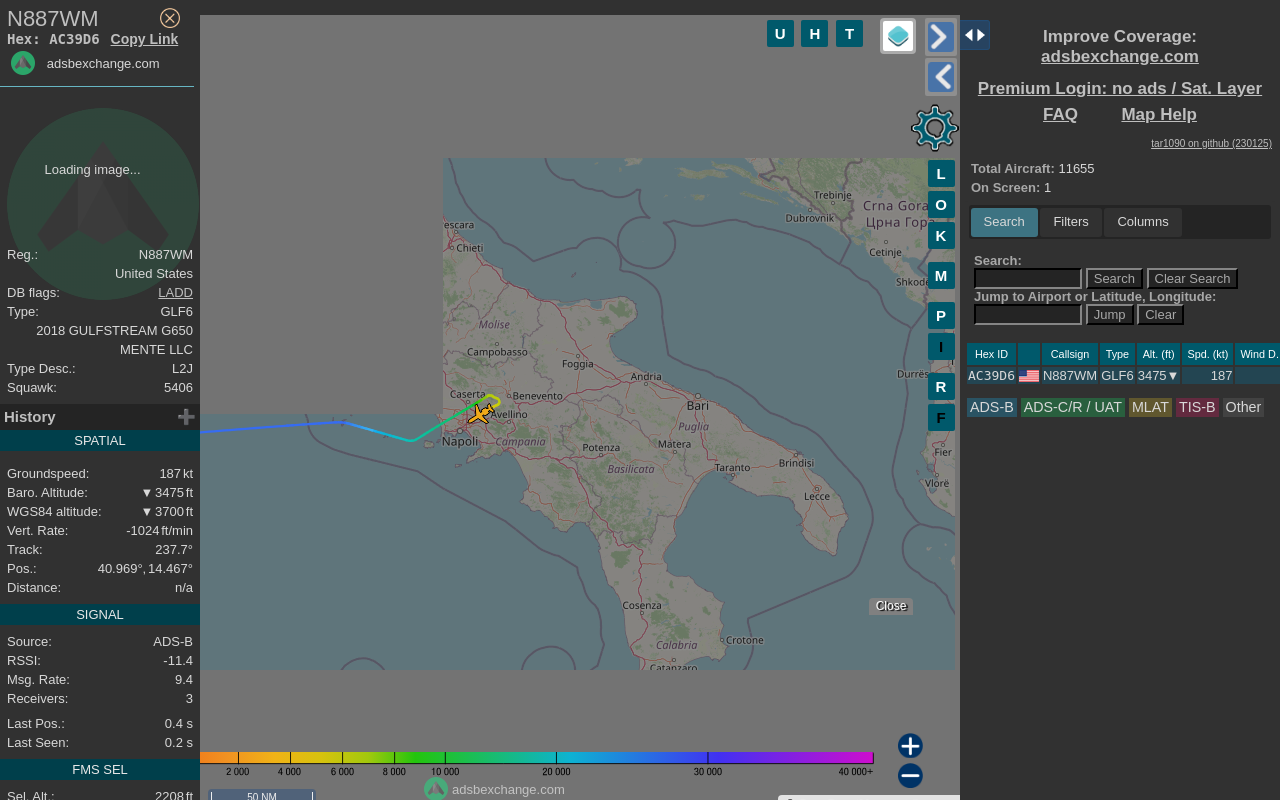 N887WM
Hex: AC39D6 Copy Link
adsbexchange.com
Loading image...
Reg.: N887WM
United States
DB flags: LADD
Type: GLF6
2018 GULFSTREAM G650
MENTE LLC
Type Desc.: L2J
Squawk: 5406
History
SPATIAL
Groundspeed: 187 kt
Baro. Altitude: ▼ 3475 ft
WGS84 altitude: ▼ 3700 ft
Vert. Rate: -1024 ft/min
Track: 237.7°
Pos.: 40.969°, 14.467°
Distance: n/a
SIGNAL
Source: ADS-B
RSSI: -11.4
Msg. Rate: 9.4
Receivers: 3
Last Pos.: 0.4 s
Last Seen: 0.2 s
FMS SEL
Sel. Alt.: 2208 ft
U H T
L
O
K
M
P
I
R
F
Trebinje
Dubrovnik
Crna Gora
Црна Гор
Cetinje
Shkod
escara
Chieti
Molise
Campobasso
Foggia
Andria
Bari
Puglia
Caserta
Benevento
Avellino
Napoli
Campania
Potenza
Matera
Basilicata
Taranto
Brindisi
Lecce
Durrës
Fier
Vlorë
Cosenza
Crotone
Calabria
Catanzaro
Close
2 000 4 000 6 000 8 000 10 000 20 000 30 000 40 000+
adsbexchange.com
50 NM
Improve Coverage:
adsbexchange.com
Premium Login: no ads / Sat. Layer
FAQ Map Help
tar1090 on github (230125)
Total Aircraft: 11655
On Screen: 1
Search Filters Columns
Search:
Search Clear Search
Jump to Airport or Latitude, Longitude:
Jump Clear
Hex ID Callsign Type Alt. (ft) Spd. (kt) Wind D.
AC39D6 N887WM GLF6 3475▼ 187
ADS-B ADS-C/R / UAT MLAT TIS-B Other